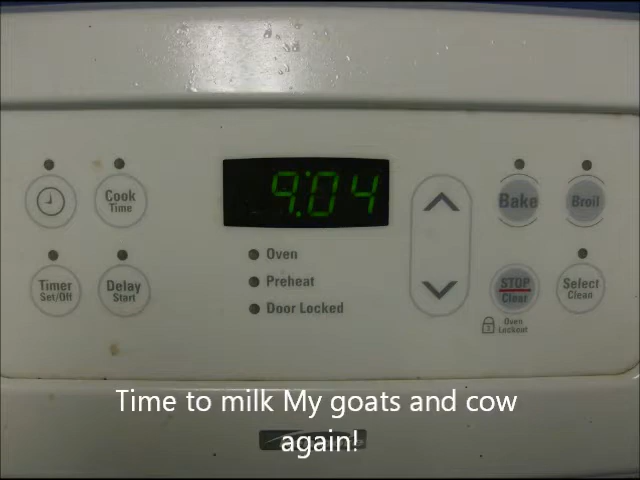 9:04
Cook
Time
Bake
Broil
Timer
Set/Off
Delay
Start
Oven
Preheat
Door Locked
STOP
Clear
Select
Clean
Oven
Lockout
Time to milk My goats and cow
again!